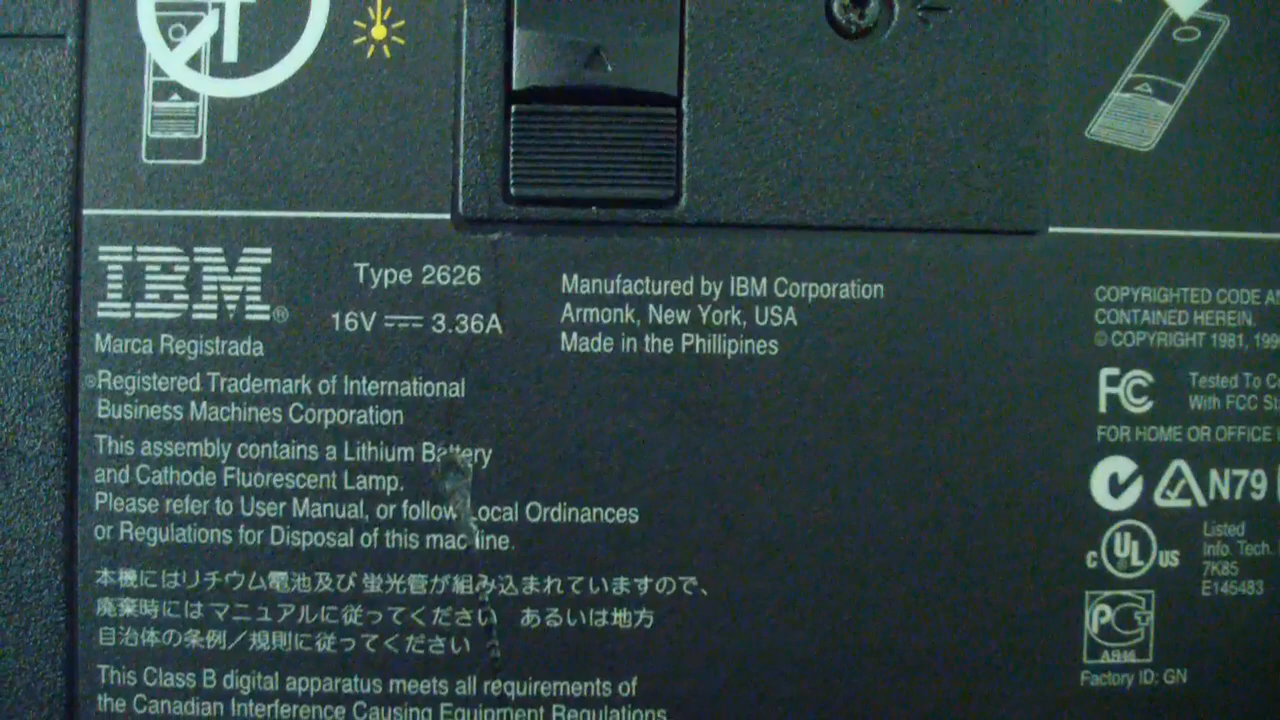 IBM®
Type 2626
16V ⎓ 3.36A
Marca Registrada
®Registered Trademark of International
Business Machines Corporation
This assembly contains a Lithium Battery
and Cathode Fluorescent Lamp.
Please refer to User Manual, or follow Local Ordinances
or Regulations for Disposal of this machine.
本機にはリチウム電池及び 蛍光管が組み込まれていますので、
廃棄時にはマニュアルに従ってください あるいは地方
自治体の条例／規則に従ってください
This Class B digital apparatus meets all requirements of
the Canadian Interference Causing Equipment Regulations
Manufactured by IBM Corporation
Armonk, New York, USA
Made in the Phillipines
COPYRIGHTED CODE
CONTAINED HEREIN.
© COPYRIGHT 1981,
FC
Tested To
With FCC
FOR HOME OR OFFICE
N79
C UL US
Listed
Info. Tech.
7K85
E145483
PCT
Factory ID: GN